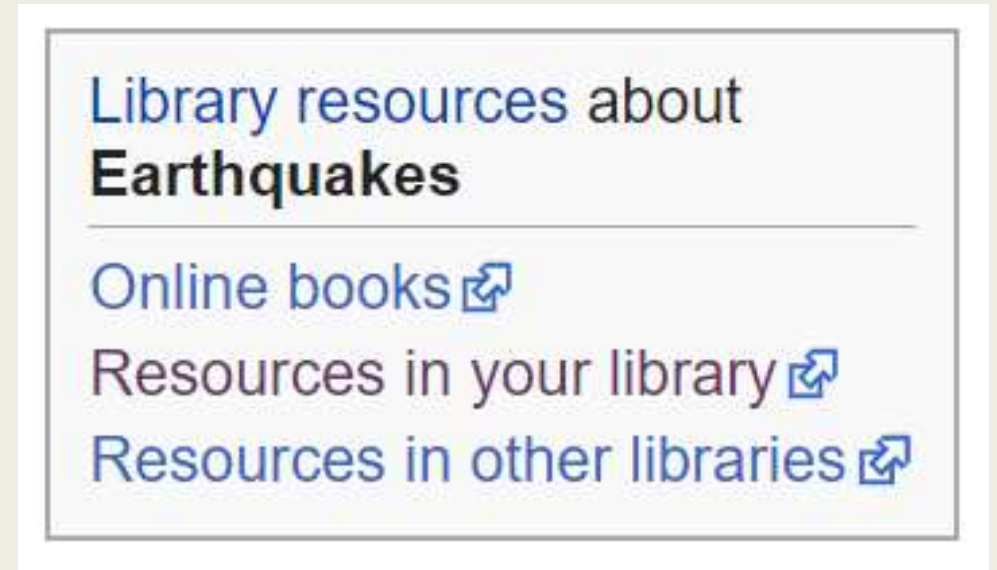 Library resources about
Earthquakes
Online books
Resources in your library
Resources in other libraries